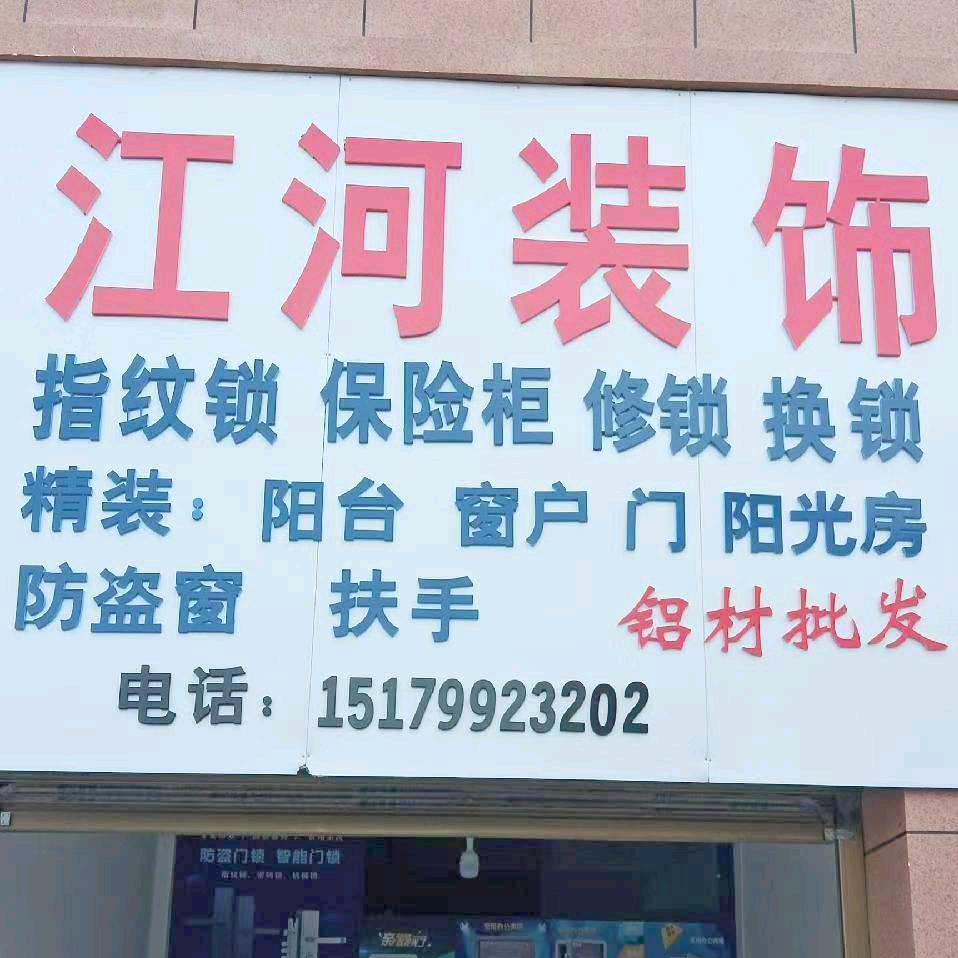 江河装饰
指纹锁 保险柜 修锁 换锁
精装：阳台 窗户 门 阳光房
防盗窗 扶手 铝材批发
电话：15179923202
防盗门锁 智能门锁